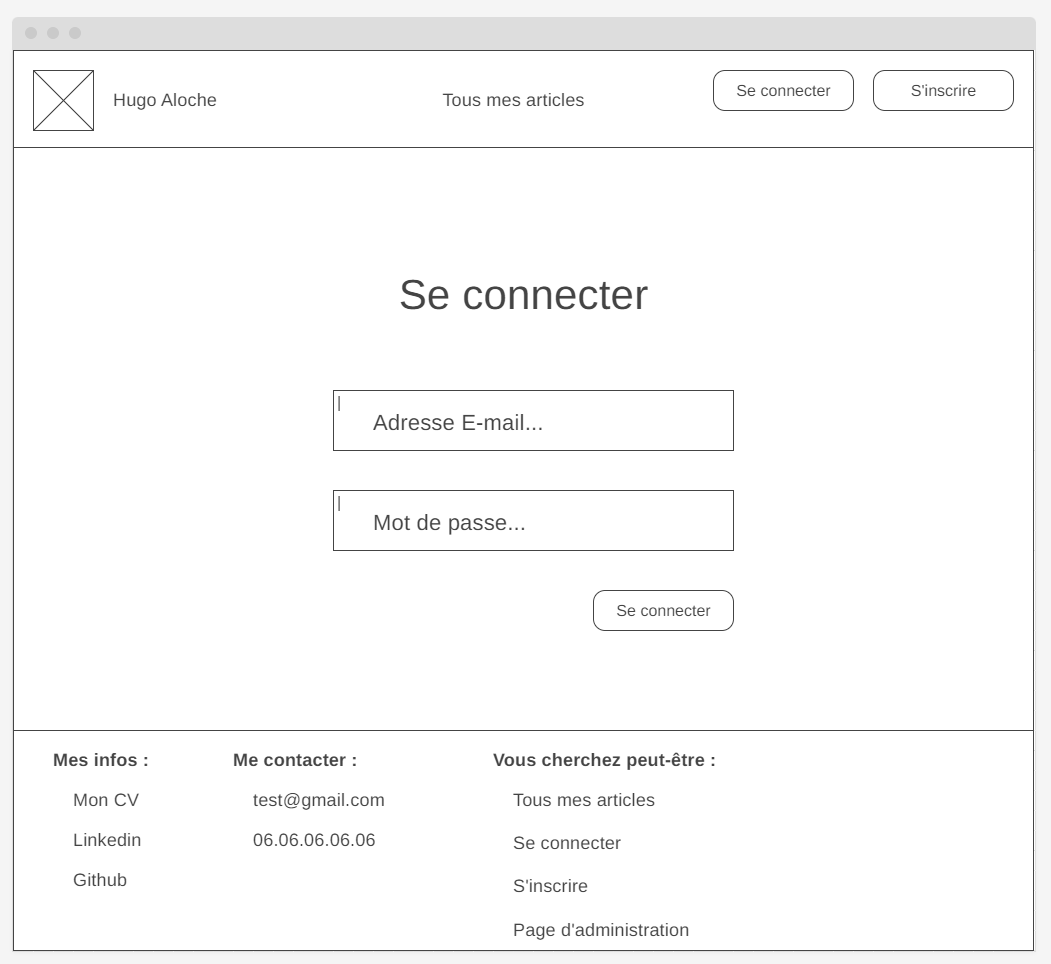 Hugo Aloche
Tous mes articles
Se connecter
S'inscrire
Se connecter
Adresse E-mail...
Mot de passe...
Se connecter
Mes infos :
Mon CV
Linkedin
Github
Me contacter :
test@gmail.com
06.06.06.06.06
Vous cherchez peut-être :
Tous mes articles
Se connecter
S'inscrire
Page d'administration